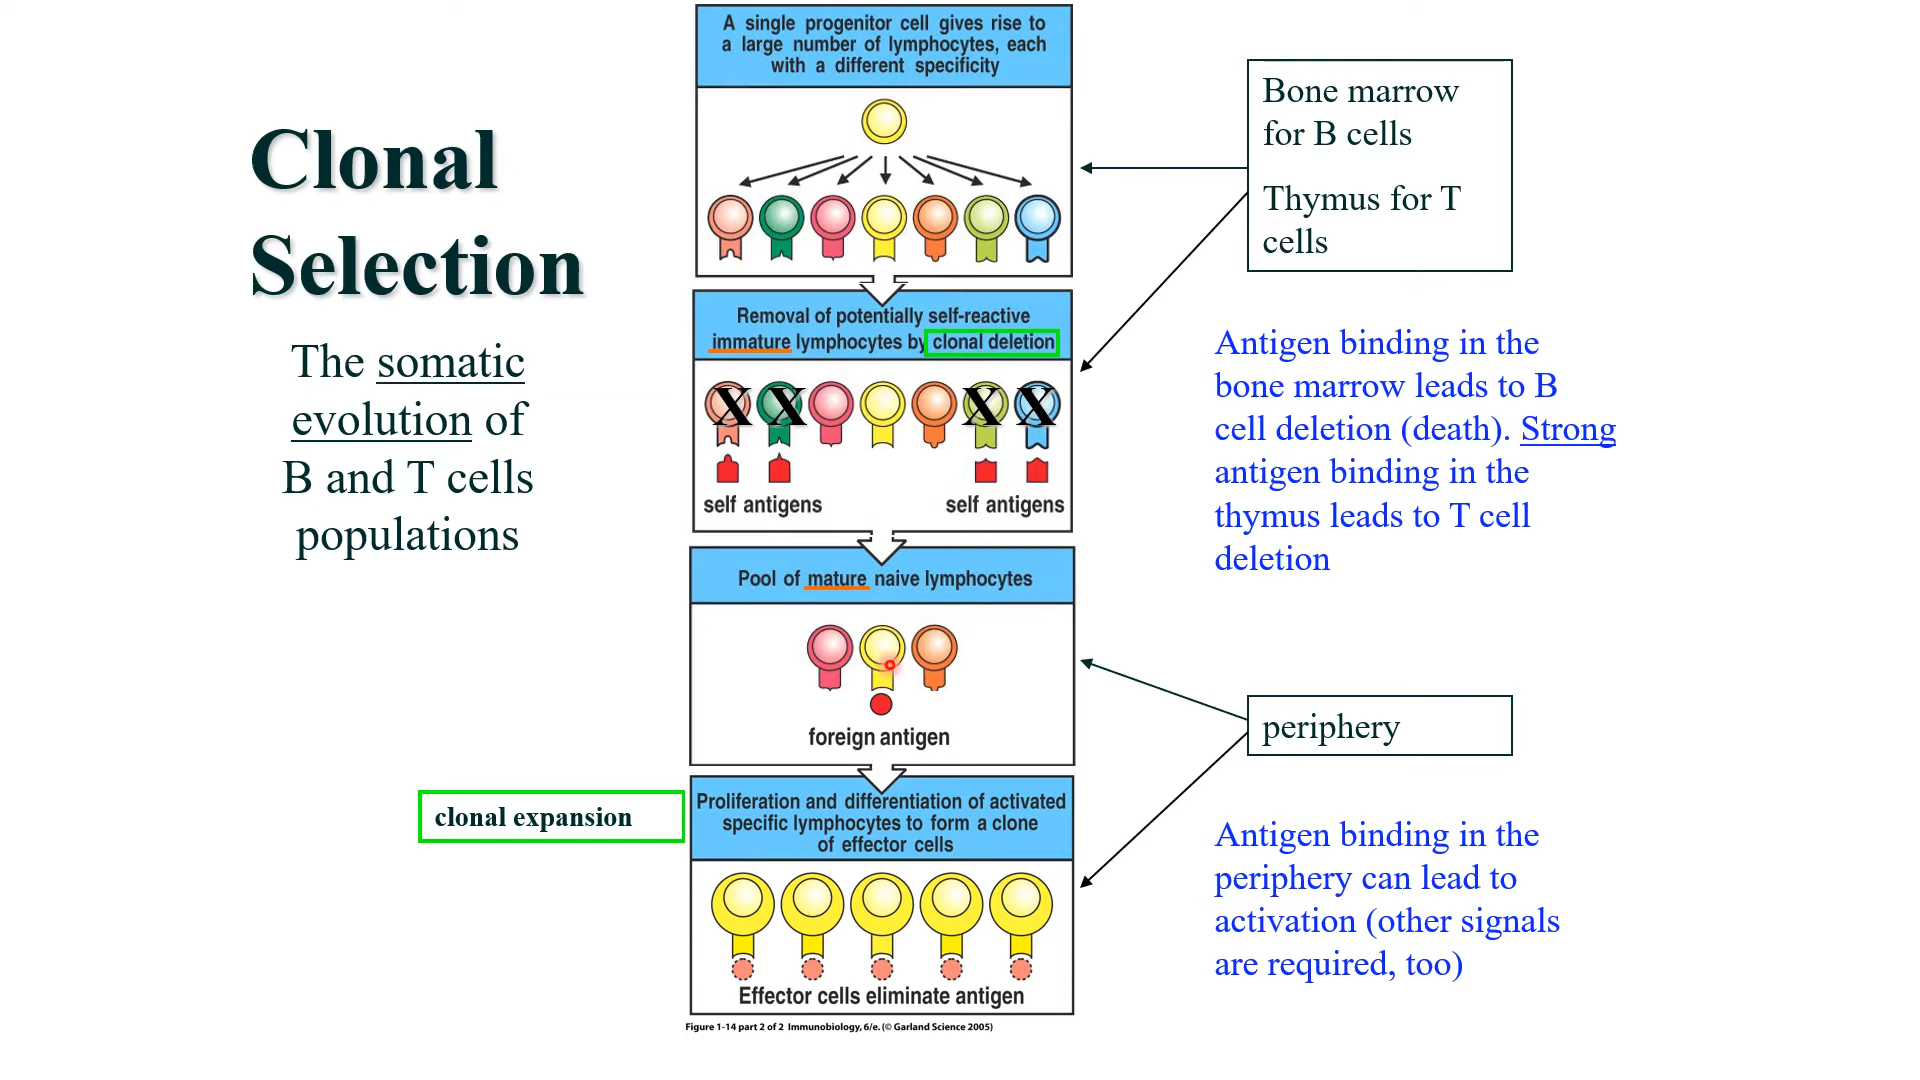 Clonal
Selection
The somatic
evolution of
B and T cells
populations
A single progenitor cell gives rise to
a large number of lymphocytes, each
with a different specificity
Bone marrow
for B cells
Thymus for T
cells
Removal of potentially self-reactive
immature lymphocytes by clonal deletion
X X X X
self antigens self antigens
Antigen binding in the
bone marrow leads to B
cell deletion (death). Strong
antigen binding in the
thymus leads to T cell
deletion
Pool of mature naive lymphocytes
foreign antigen
periphery
clonal expansion
Proliferation and differentiation of activated
specific lymphocytes to form a clone
of effector cells
Effector cells eliminate antigen
Antigen binding in the
periphery can lead to
activation (other signals
are required, too)
Figure 1-14 part 2 of 2 Immunobiology, 6/e. (© Garland Science 2005)